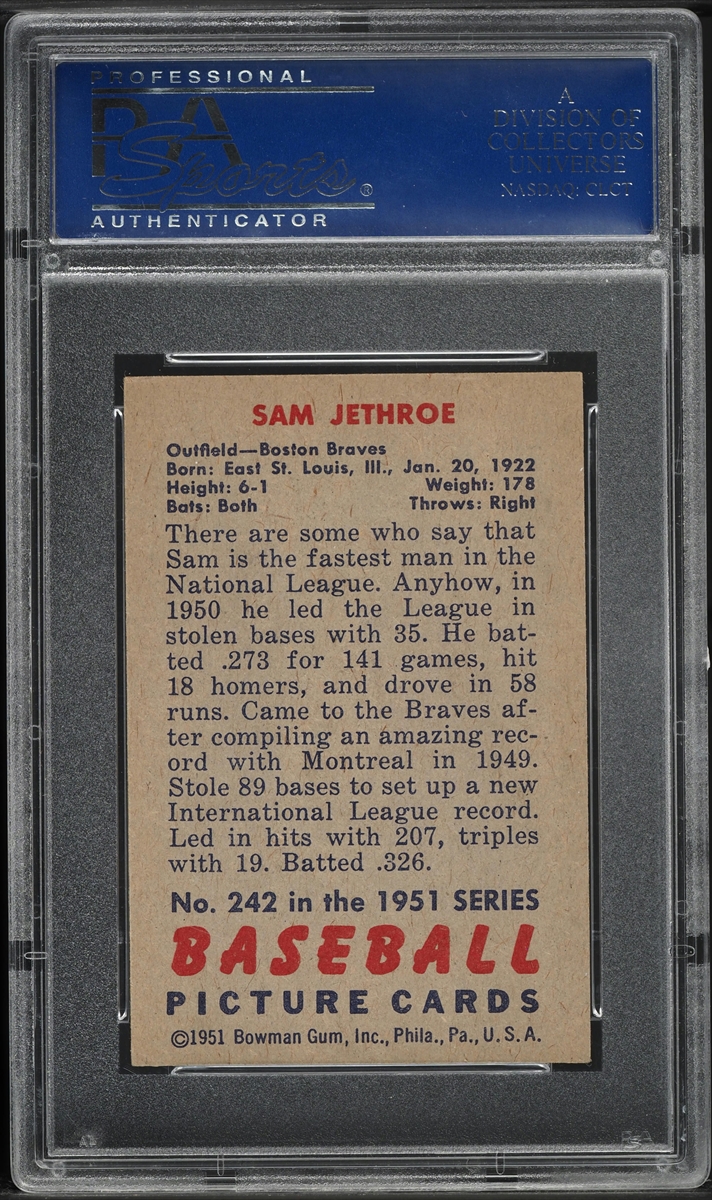 PROFESSIONAL
PSA
Sports®
AUTHENTICATOR
A
DIVISION OF
COLLECTORS
UNIVERSE
NASDAQ: CLCT
SAM JETHROE
Outfield—Boston Braves
Born: East St. Louis, Ill., Jan. 20, 1922
Height: 6-1 Weight: 178
Bats: Both Throws: Right
There are some who say that
Sam is the fastest man in the
National League. Anyhow, in
1950 he led the League in
stolen bases with 35. He bat-
ted .273 for 141 games, hit
18 homers, and drove in 58
runs. Came to the Braves af-
ter compiling an amazing rec-
ord with Montreal in 1949.
Stole 89 bases to set up a new
International League record.
Led in hits with 207, triples
with 19. Batted .326.
No. 242 in the 1951 SERIES
BASEBALL
PICTURE CARDS
©1951 Bowman Gum, Inc., Phila., Pa., U. S. A.
PSA